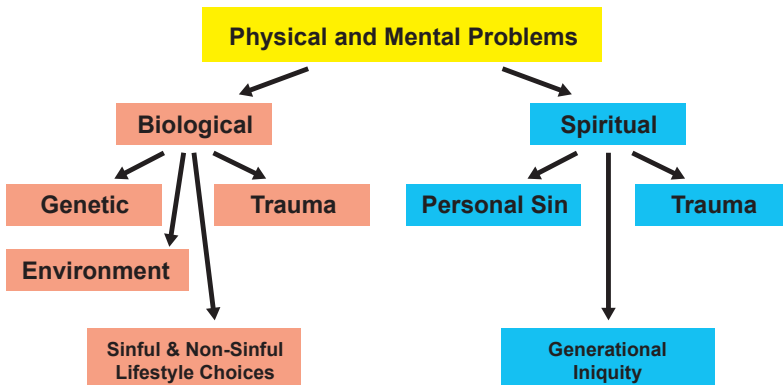 Physical and Mental Problems
Biological
Spiritual
Genetic
Trauma
Personal Sin
Trauma
Environment
Sinful & Non-Sinful
Lifestyle Choices
Generational
Iniquity